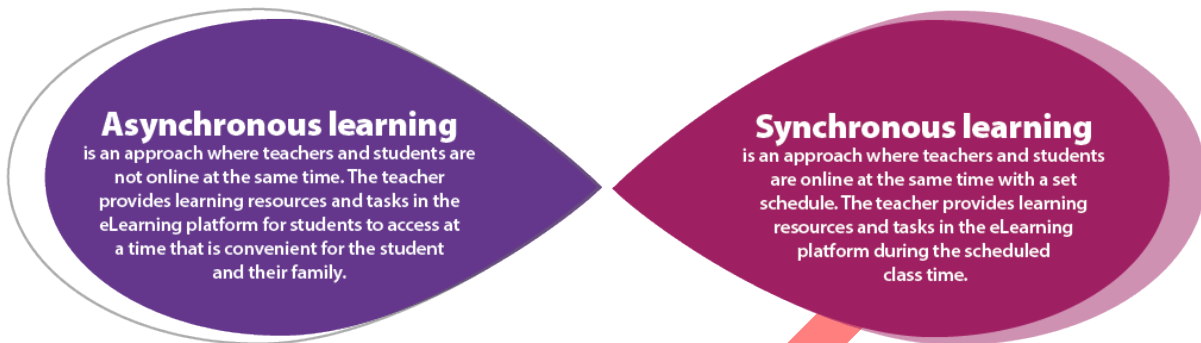 Asynchronous learning
is an approach where teachers and students are
not online at the same time. The teacher
provides learning resources and tasks in the
eLearning platform for students to access at
a time that is convenient for the student
and their family.
Synchronous learning
is an approach where teachers and students
are online at the same time with a set
schedule. The teacher provides learning
resources and tasks in the eLearning
platform during the scheduled
class time.